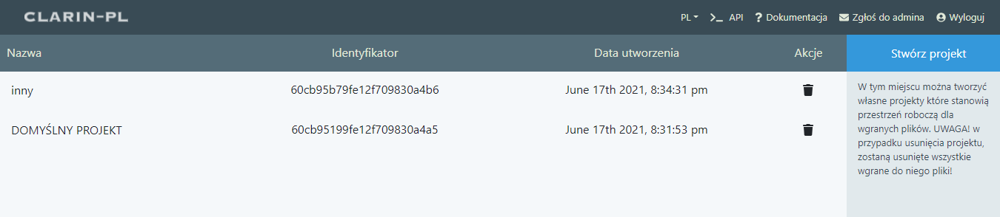 CLARIN-PL
PL API Dokumentacja Zgłoś do admina Wyloguj
Nazwa Identyfikator Data utworzenia Akcje Stwórz projekt
inny 60cb95b79fe12f709830a4b6 June 17th 2021, 8:34:31 pm
DOMYŚLNY PROJEKT 60cb95199fe12f709830a4a5 June 17th 2021, 8:31:53 pm
W tym miejscu można tworzyć
własne projekty które stanowią
przestrzeń roboczą dla
wgranych plików. UWAGA! w
przypadku usunięcia projektu,
zostaną usunięte wszystkie
wgrane do niego pliki!